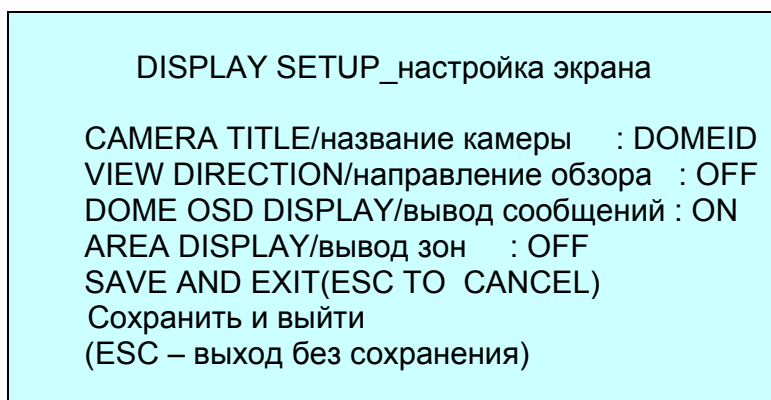 DISPLAY SETUP_настройка экрана
CAMERA TITLE/название камеры : DOMEID
VIEW DIRECTION/направление обзора : OFF
DOME OSD DISPLAY/вывод сообщений : ON
AREA DISPLAY/вывод зон : OFF
SAVE AND EXIT(ESC TO CANCEL)
Сохранить и выйти
(ESC – выход без сохранения)